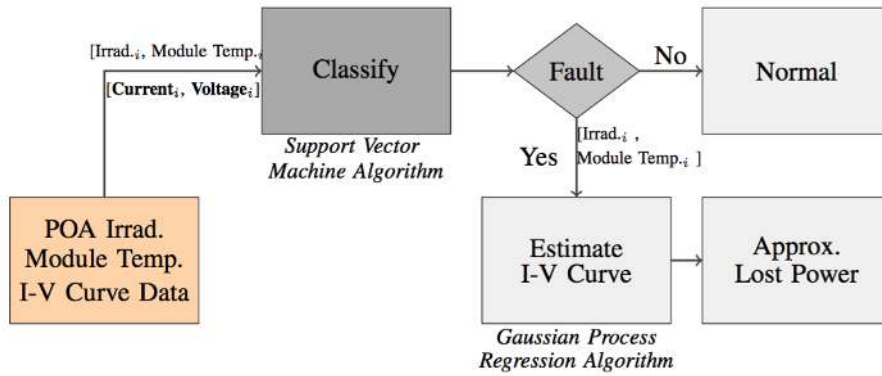 [Irrad.ᵢ, Module Temp.ᵢ
[Currentᵢ, Voltageᵢ]
Classify
Support Vector
Machine Algorithm
Fault
No
Normal
Yes
[Irrad.ᵢ ,
Module Temp.ᵢ ]
POA Irrad.
Module Temp.
I-V Curve Data
Estimate
I-V Curve
Gaussian Process
Regression Algorithm
Approx.
Lost Power